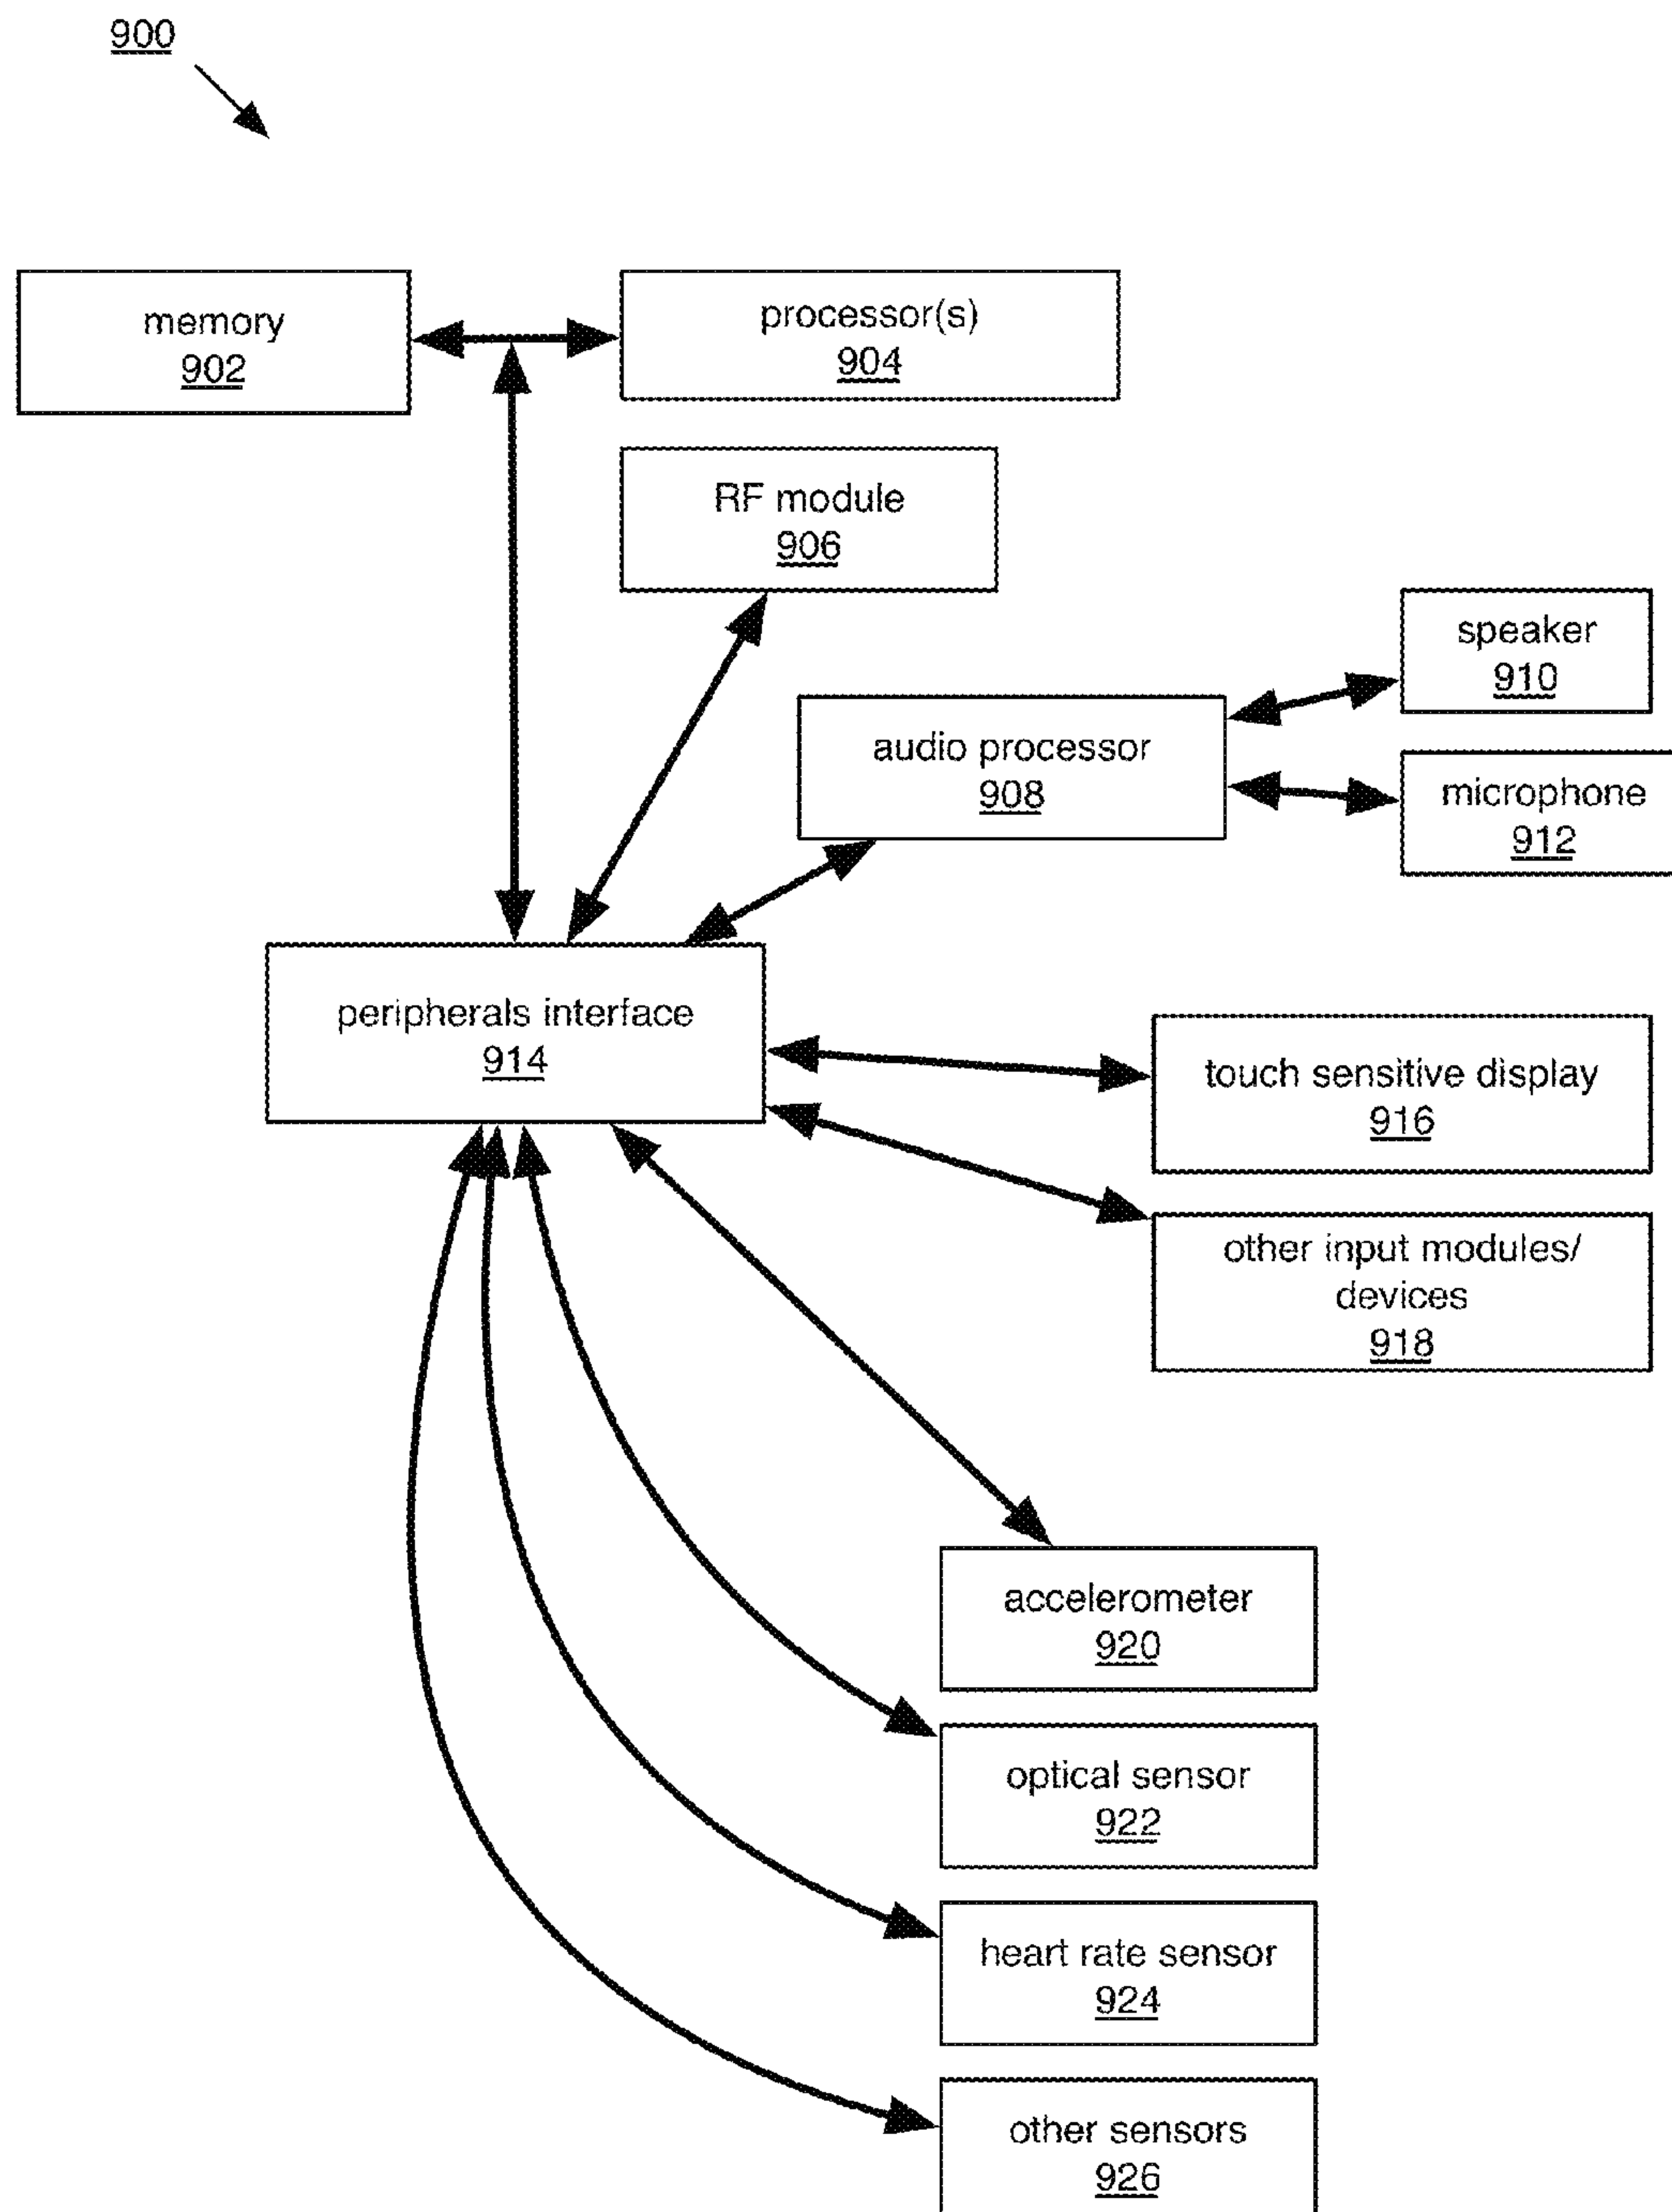 900
memory
902
processor(s)
904
RF module
906
speaker
910
audio processor
908
microphone
912
peripherals interface
914
touch sensitive display
916
other input modules/
devices
918
accelerometer
920
optical sensor
922
heart rate sensor
924
other sensors
926